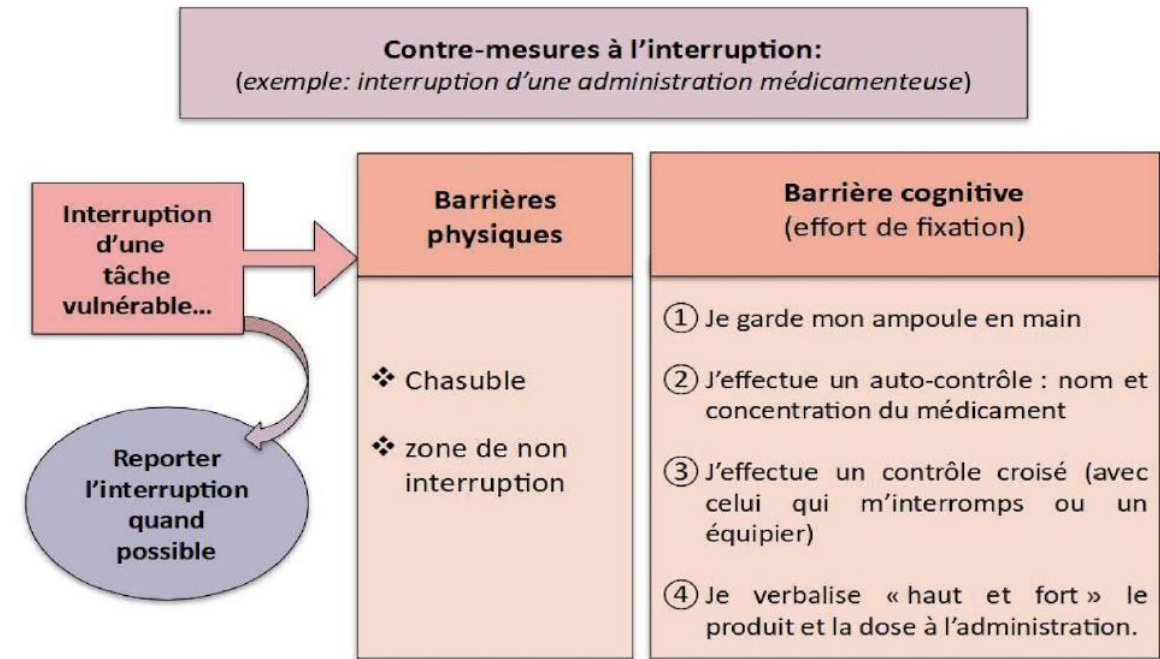 Contre-mesures à l'interruption:
(exemple: interruption d'une administration médicamenteuse)
Interruption
d'une
tâche
vulnérable...
Reporter
l'interruption
quand
possible
Barrières
physiques
❖ Chasuble
❖ zone de non
interruption
Barrière cognitive
(effort de fixation)
① Je garde mon ampoule en main
② J'effectue un auto-contrôle : nom et
concentration du médicament
③ J'effectue un contrôle croisé (avec
celui qui m'interromps ou un
équipier)
④ Je verbalise « haut et fort » le
produit et la dose à l'administration.